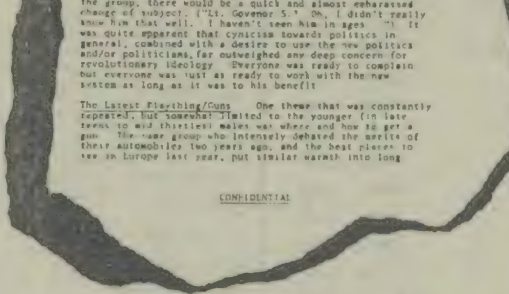 the group, there would be a quick and almost embarassed
change of subject. ("Lt. Govenor S." Oh, I didn't really
know him that well. I haven't seen him in ages " It
was quite apparent that cynicism towards politics in
general, combined with a desire to use the new politics
and/or politicians, far outweighed any deep concern for
revolutionary ideology Everyone was ready to complain
but everyone was just as ready to work with the new
system as long as it was to his benefit
The Latest Plaything/Guns One theme that was constantly
repeated, but somewhat limited to the younger (in late
teens to mid thirties) males was where and how to get a
gun The same group who intensely debated the merits of
their automobiles two years ago, and the best places to
see in Europe last year, put similar warmth into long
CONFIDENTIAL